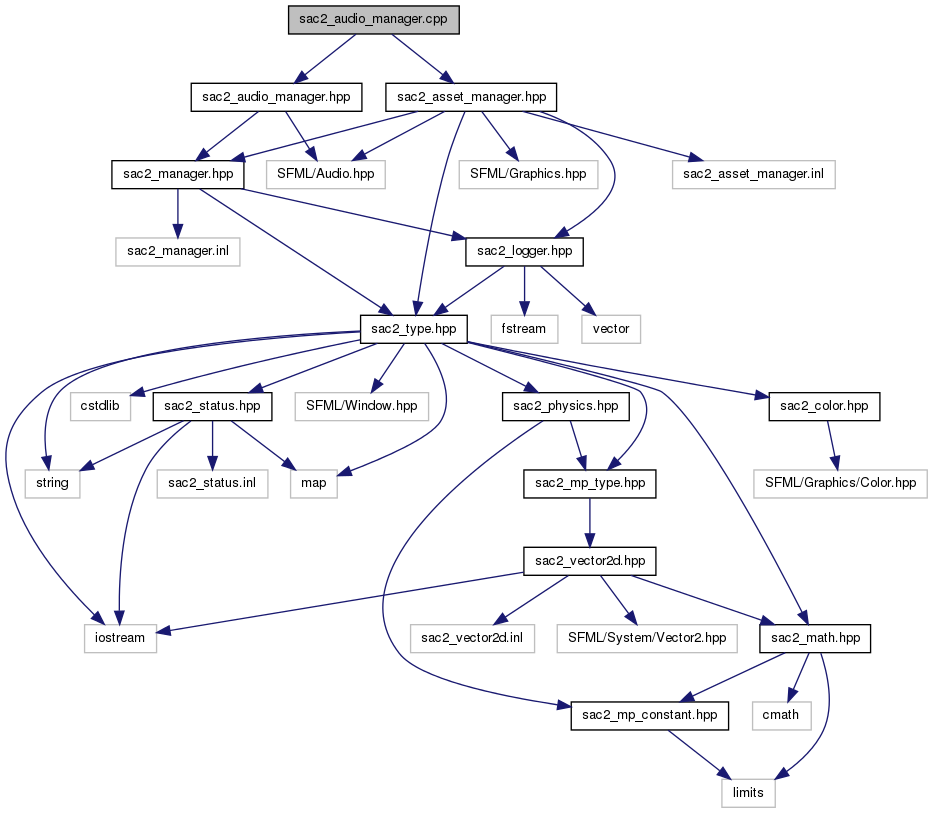 sac2_audio_manager.cpp
sac2_audio_manager.hpp
sac2_asset_manager.hpp
sac2_manager.hpp
SFML/Audio.hpp
SFML/Graphics.hpp
sac2_asset_manager.inl
sac2_manager.inl
sac2_logger.hpp
sac2_type.hpp
fstream
vector
cstdlib
sac2_status.hpp
SFML/Window.hpp
sac2_physics.hpp
sac2_color.hpp
string
sac2_status.inl
map
sac2_mp_type.hpp
SFML/Graphics/Color.hpp
sac2_vector2d.hpp
iostream
sac2_vector2d.inl
SFML/System/Vector2.hpp
sac2_math.hpp
sac2_mp_constant.hpp
cmath
limits